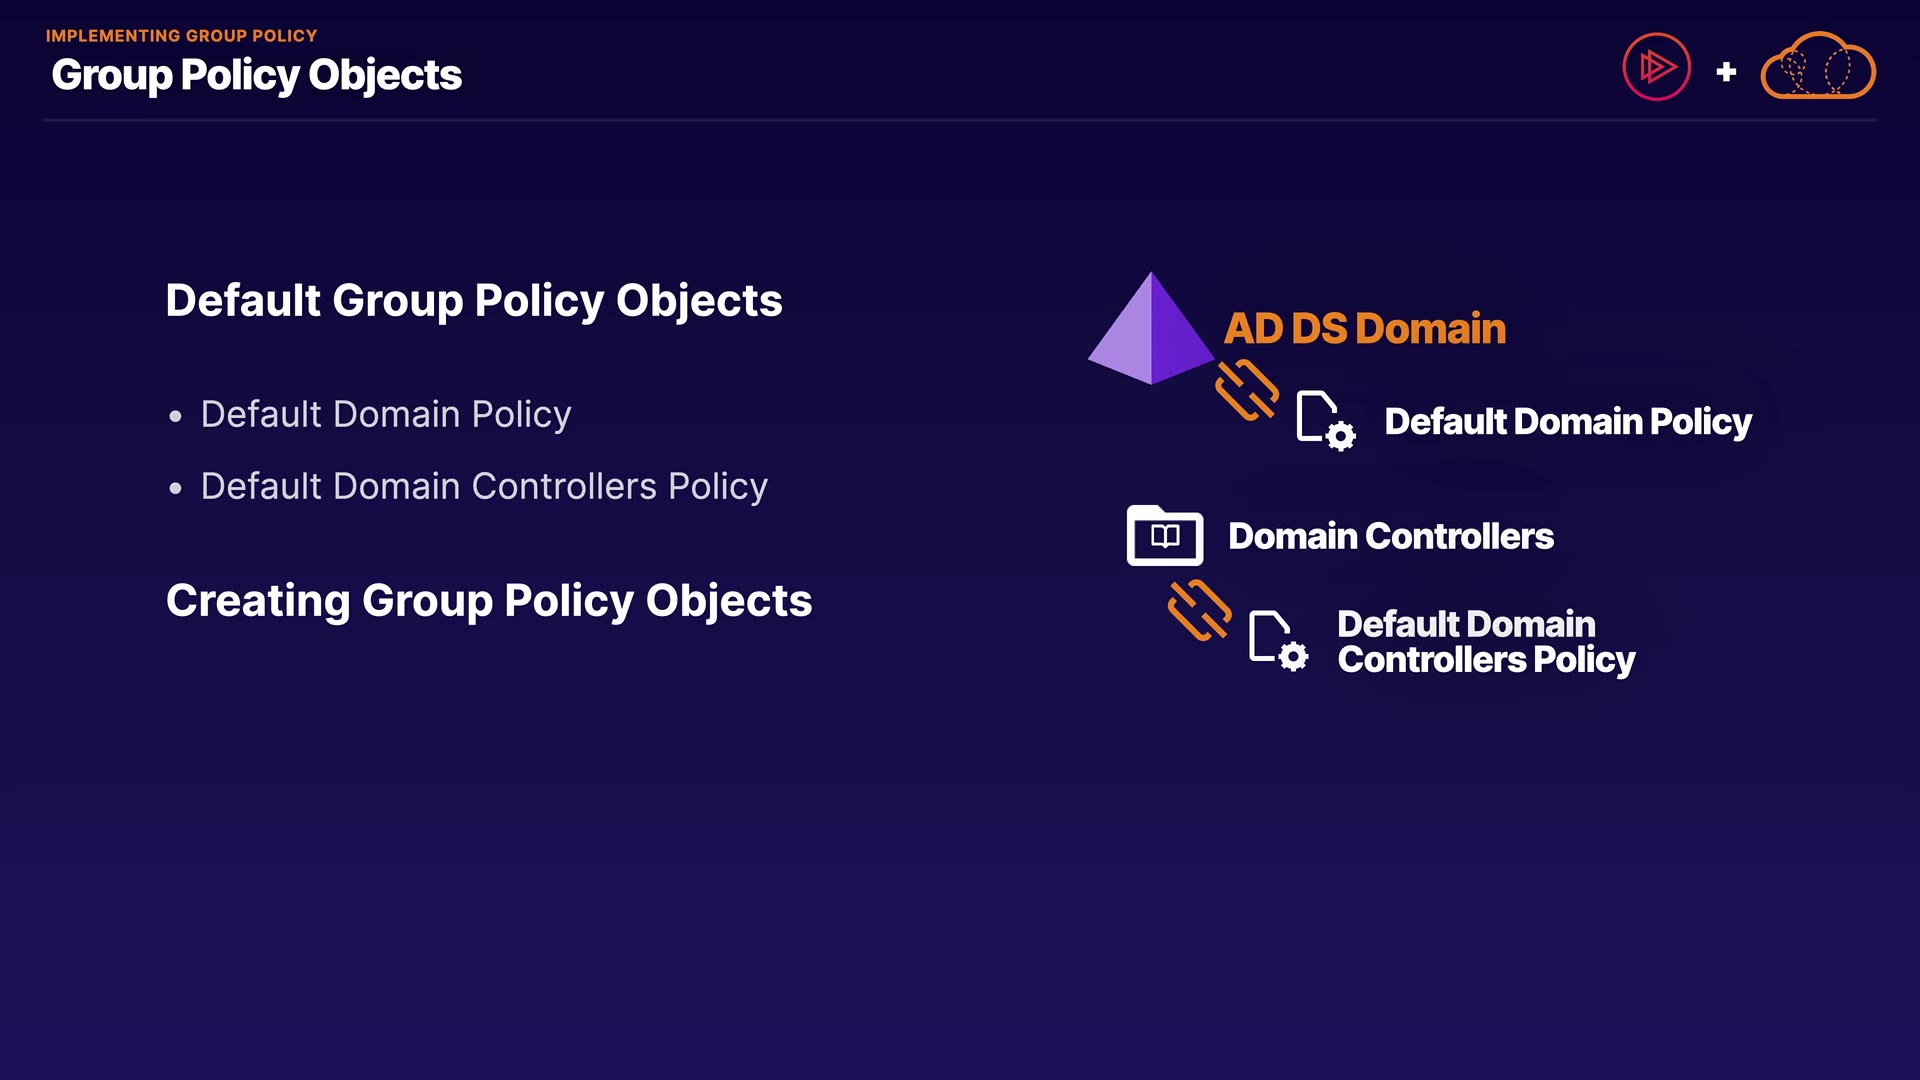 IMPLEMENTING GROUP POLICY
Group Policy Objects
+
Default Group Policy Objects
• Default Domain Policy
• Default Domain Controllers Policy
Creating Group Policy Objects
AD DS Domain
Default Domain Policy
Domain Controllers
Default Domain
Controllers Policy